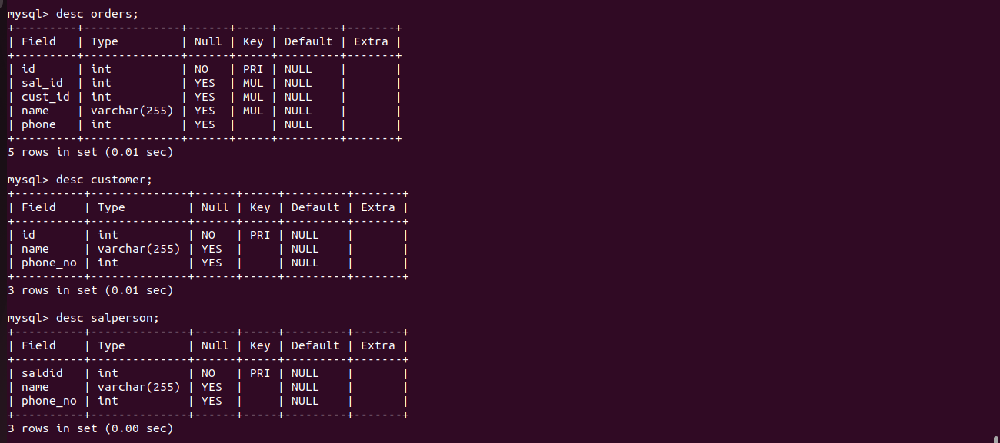 mysql> desc orders;
+---------+--------------+------+-----+---------+-------+
| Field   | Type         | Null | Key | Default | Extra |
+---------+--------------+------+-----+---------+-------+
| id      | int          | NO   | PRI | NULL    |       |
| sal_id  | int          | YES  | MUL | NULL    |       |
| cust_id | int          | YES  | MUL | NULL    |       |
| name    | varchar(255) | YES  | MUL | NULL    |       |
| phone   | int          | YES  |     | NULL    |       |
+---------+--------------+------+-----+---------+-------+
5 rows in set (0.01 sec)

mysql> desc customer;
+----------+--------------+------+-----+---------+-------+
| Field    | Type         | Null | Key | Default | Extra |
+----------+--------------+------+-----+---------+-------+
| id       | int          | NO   | PRI | NULL    |       |
| name     | varchar(255) | YES  |     | NULL    |       |
| phone_no | int          | YES  |     | NULL    |       |
+----------+--------------+------+-----+---------+-------+
3 rows in set (0.01 sec)

mysql> desc salperson;
+----------+--------------+------+-----+---------+-------+
| Field    | Type         | Null | Key | Default | Extra |
+----------+--------------+------+-----+---------+-------+
| saldid   | int          | NO   | PRI | NULL    |       |
| name     | varchar(255) | YES  |     | NULL    |       |
| phone_no | int          | YES  |     | NULL    |       |
+----------+--------------+------+-----+---------+-------+
3 rows in set (0.00 sec)